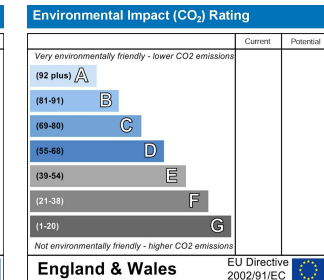 Environmental Impact (CO₂) Rating
Current Potential
Very environmentally friendly - lower CO2 emissions
(92 plus) A
(81-91) B
(69-80) C
(55-68) D
(39-54) E
(21-38) F
(1-20) G
Not environmentally friendly - higher CO2 emissions
England & Wales
EU Directive
2002/91/EC